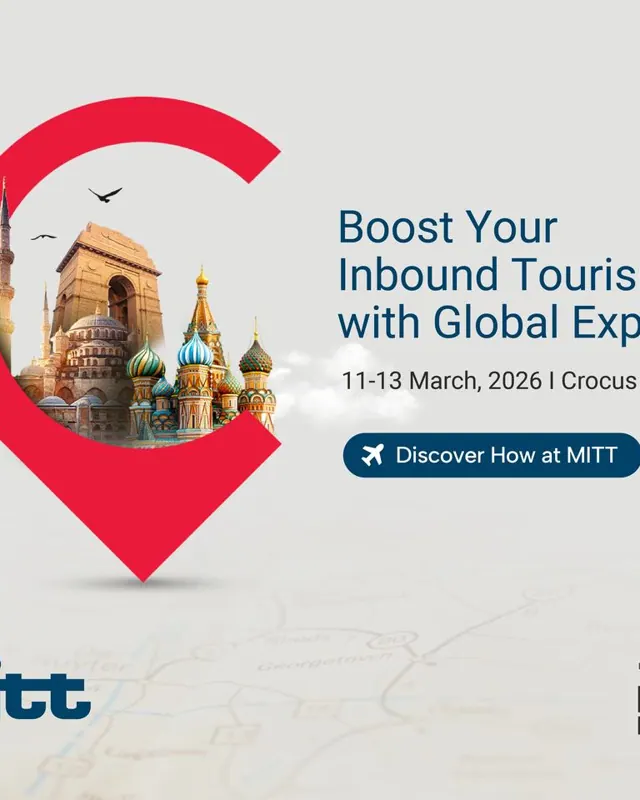 Boost Your
Inbound Touris
with Global Exp
11-13 March, 2026 I Crocus
Discover How at MITT
itt